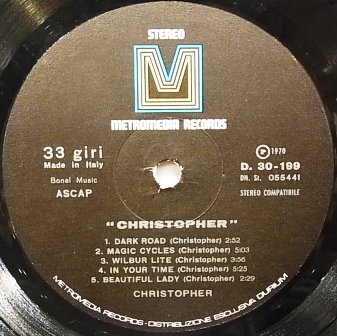 STEREO
M
METROMEDIA RECORDS
33 giri
Made in Italy
Bonel Music
ASCAP
Ⓟ 1970
D. 30-199
DN. St. 055441
STEREO COMPATIBILE
"CHRISTOPHER"
1. DARK ROAD (Christopher) 2:52
2. MAGIC CYCLES (Christopher) 5:03
3. WILBUR LITE (Christopher) 3:56
4. IN YOUR TIME (Christopher) 5:25
5. BEAUTIFUL LADY (Christopher) 2:29
CHRISTOPHER
METROMEDIA RECORDS - DISTRIBUZIONE ESCLUSIVA DURIUM